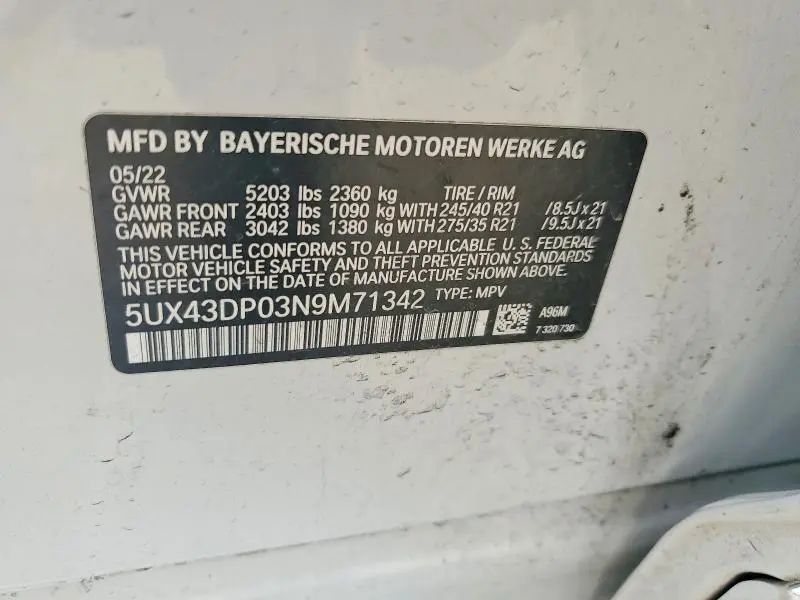 MFD BY BAYERISCHE MOTOREN WERKE AG
05/22
GVWR 5203 lbs 2360 kg TIRE / RIM
GAWR FRONT 2403 lbs 1090 kg WITH 245/40 R21 /8.5J x 21
GAWR REAR 3042 lbs 1380 kg WITH 275/35 R21 /9.5J x 21
THIS VEHICLE CONFORMS TO ALL APPLICABLE U. S. FEDERAL
MOTOR VEHICLE SAFETY AND THEFT PREVENTION STANDARDS
IN EFFECT ON THE DATE OF MANUFACTURE SHOWN ABOVE.
5UX43DP03N9M71342 TYPE: MPV
A96M
7 320 730